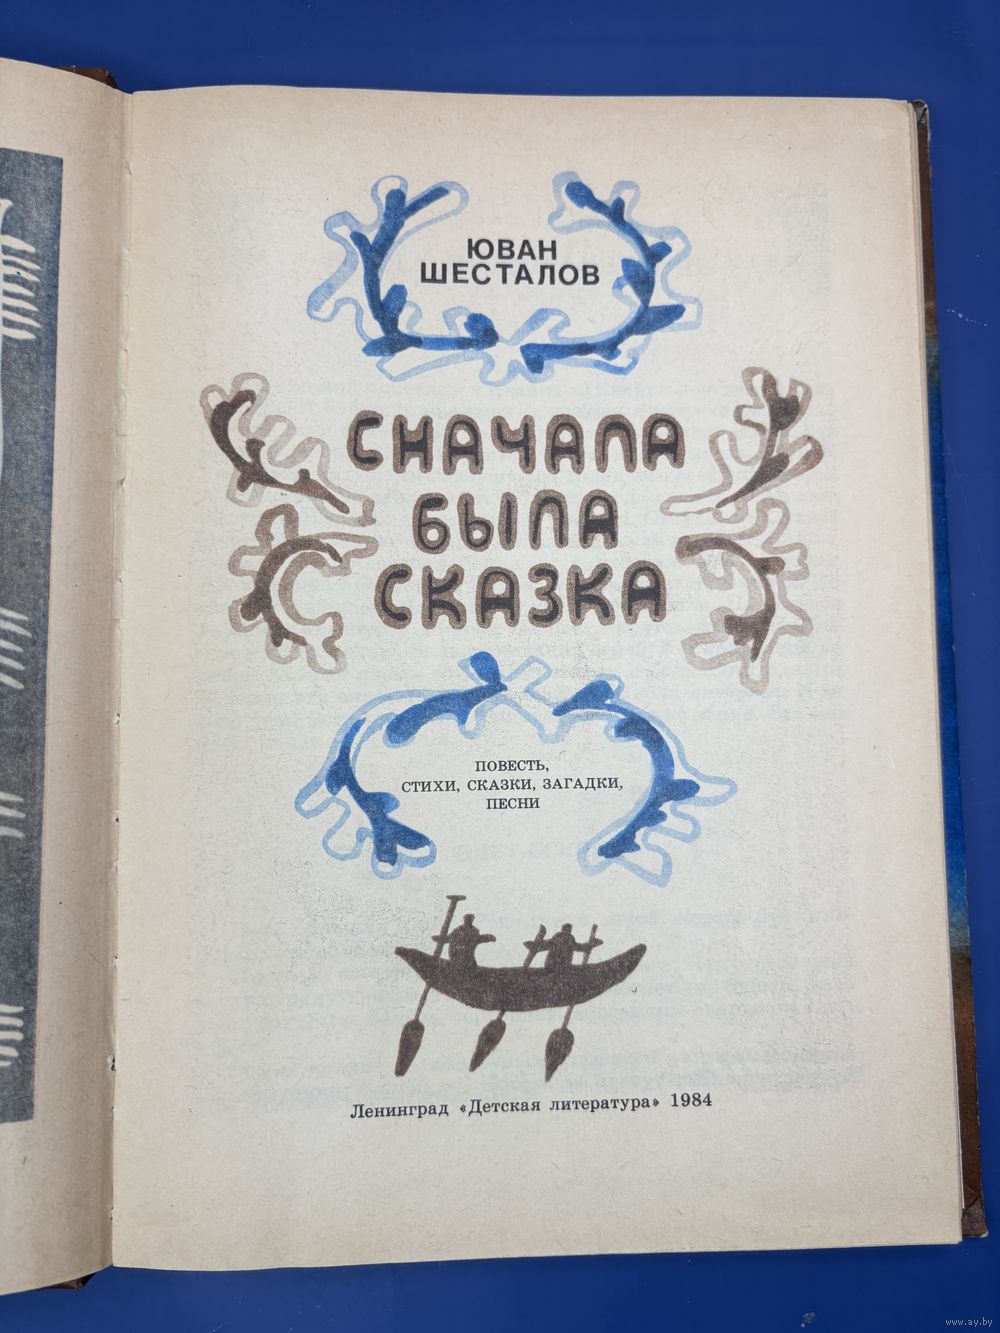 ЮВАН
ШЕСТАЛОВ
СНАЧАЛА
БЫЛА
СКАЗКА
ПОВЕСТЬ,
СТИХИ, СКАЗКИ, ЗАГАДКИ,
ПЕСНИ
Ленинград «Детская литература» 1984
www.ay.by